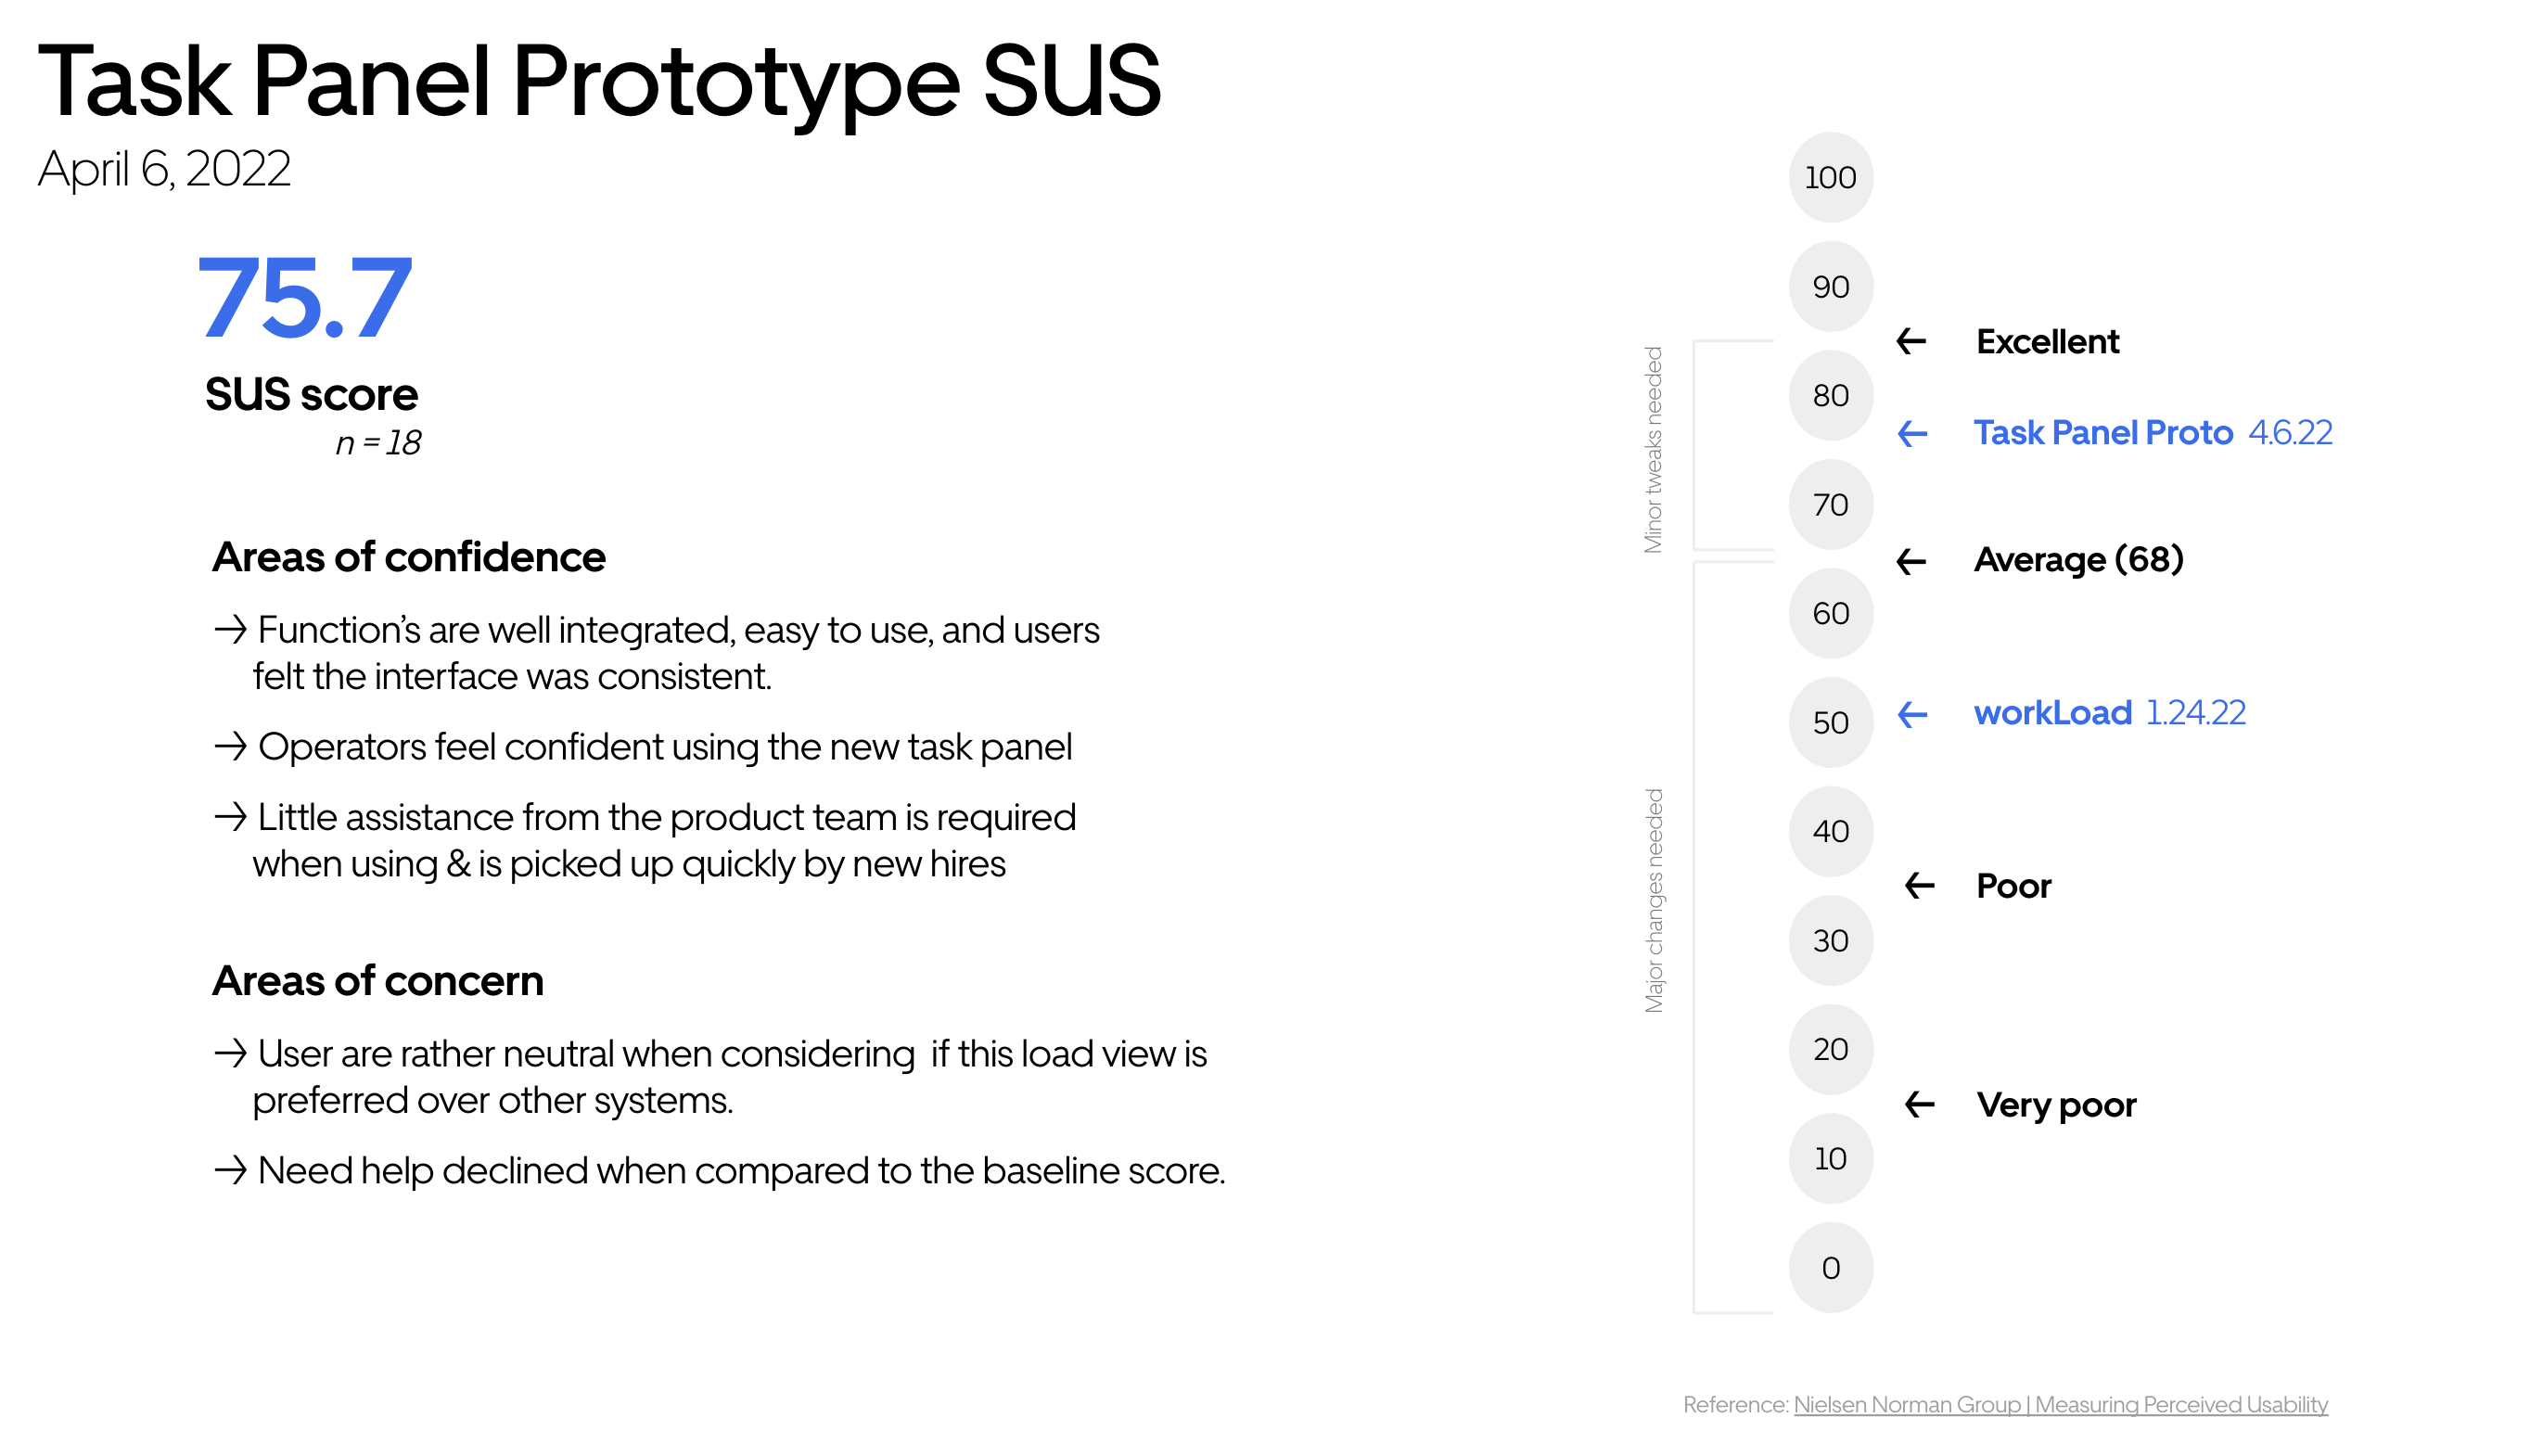 Task Panel Prototype SUS
April 6, 2022
75.7
SUS score
n = 18
Areas of confidence
→ Function’s are well integrated, easy to use, and users
felt the interface was consistent.
→ Operators feel confident using the new task panel
→ Little assistance from the product team is required
when using & is picked up quickly by new hires
Areas of concern
→ User are rather neutral when considering  if this load view is
preferred over other systems.
→ Need help declined when compared to the baseline score.
Minor tweaks needed
Major changes needed
100
90
← Excellent
80
← Task Panel Proto 4.6.22
70
← Average (68)
60
50
← workLoad 1.24.22
40
← Poor
30
20
← Very poor
10
0
Reference: Nielsen Norman Group | Measuring Perceived Usability